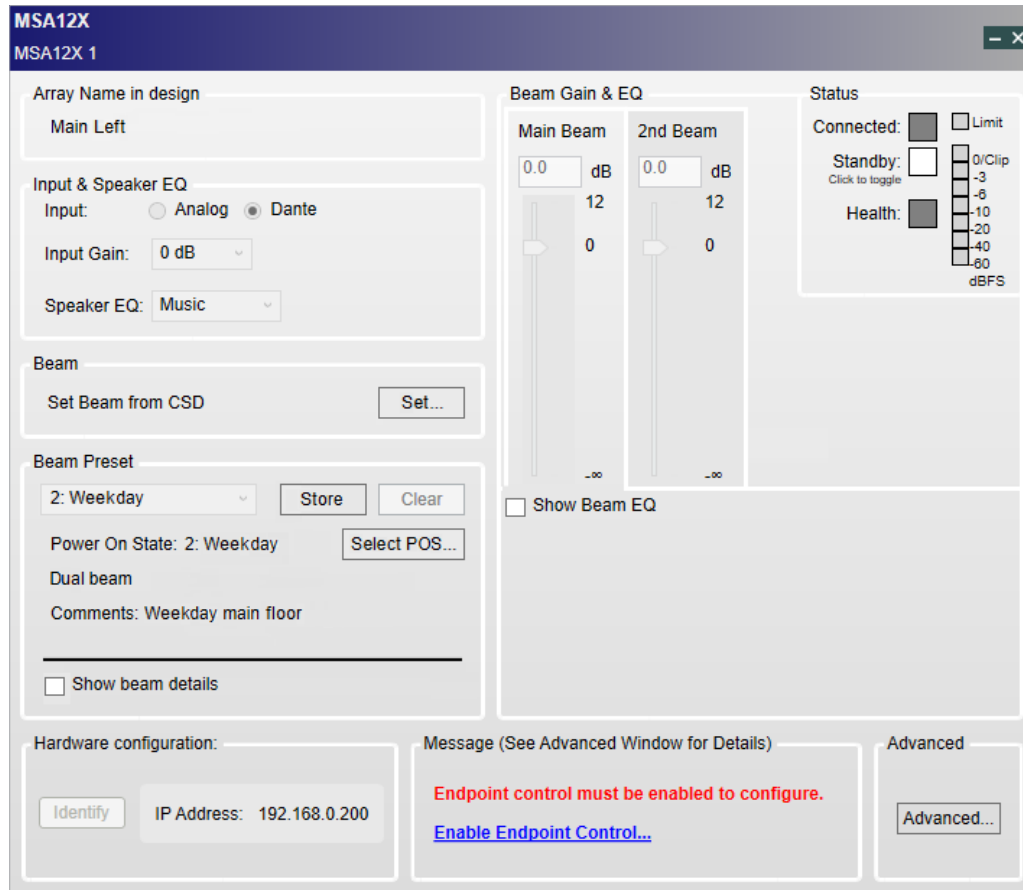 MSA12X
MSA12X 1
Array Name in design
Main Left
Input & Speaker EQ
Input: Analog Dante
Input Gain: 0 dB
Speaker EQ: Music
Beam
Set Beam from CSD Set...
Beam Preset
2: Weekday Store Clear
Power On State: 2: Weekday Select POS...
Dual beam
Comments: Weekday main floor
Show beam details
Beam Gain & EQ
Main Beam 2nd Beam
0.0 dB 0.0 dB
12 12
0 0
-∞ -∞
Show Beam EQ
Status
Connected:
Standby:
Click to toggle
Health:
Limit
0/Clip
-3
-6
-10
-20
-40
-60
dBFS
Hardware configuration:
Identify IP Address: 192.168.0.200
Message (See Advanced Window for Details)
Endpoint control must be enabled to configure.
Enable Endpoint Control...
Advanced
Advanced...